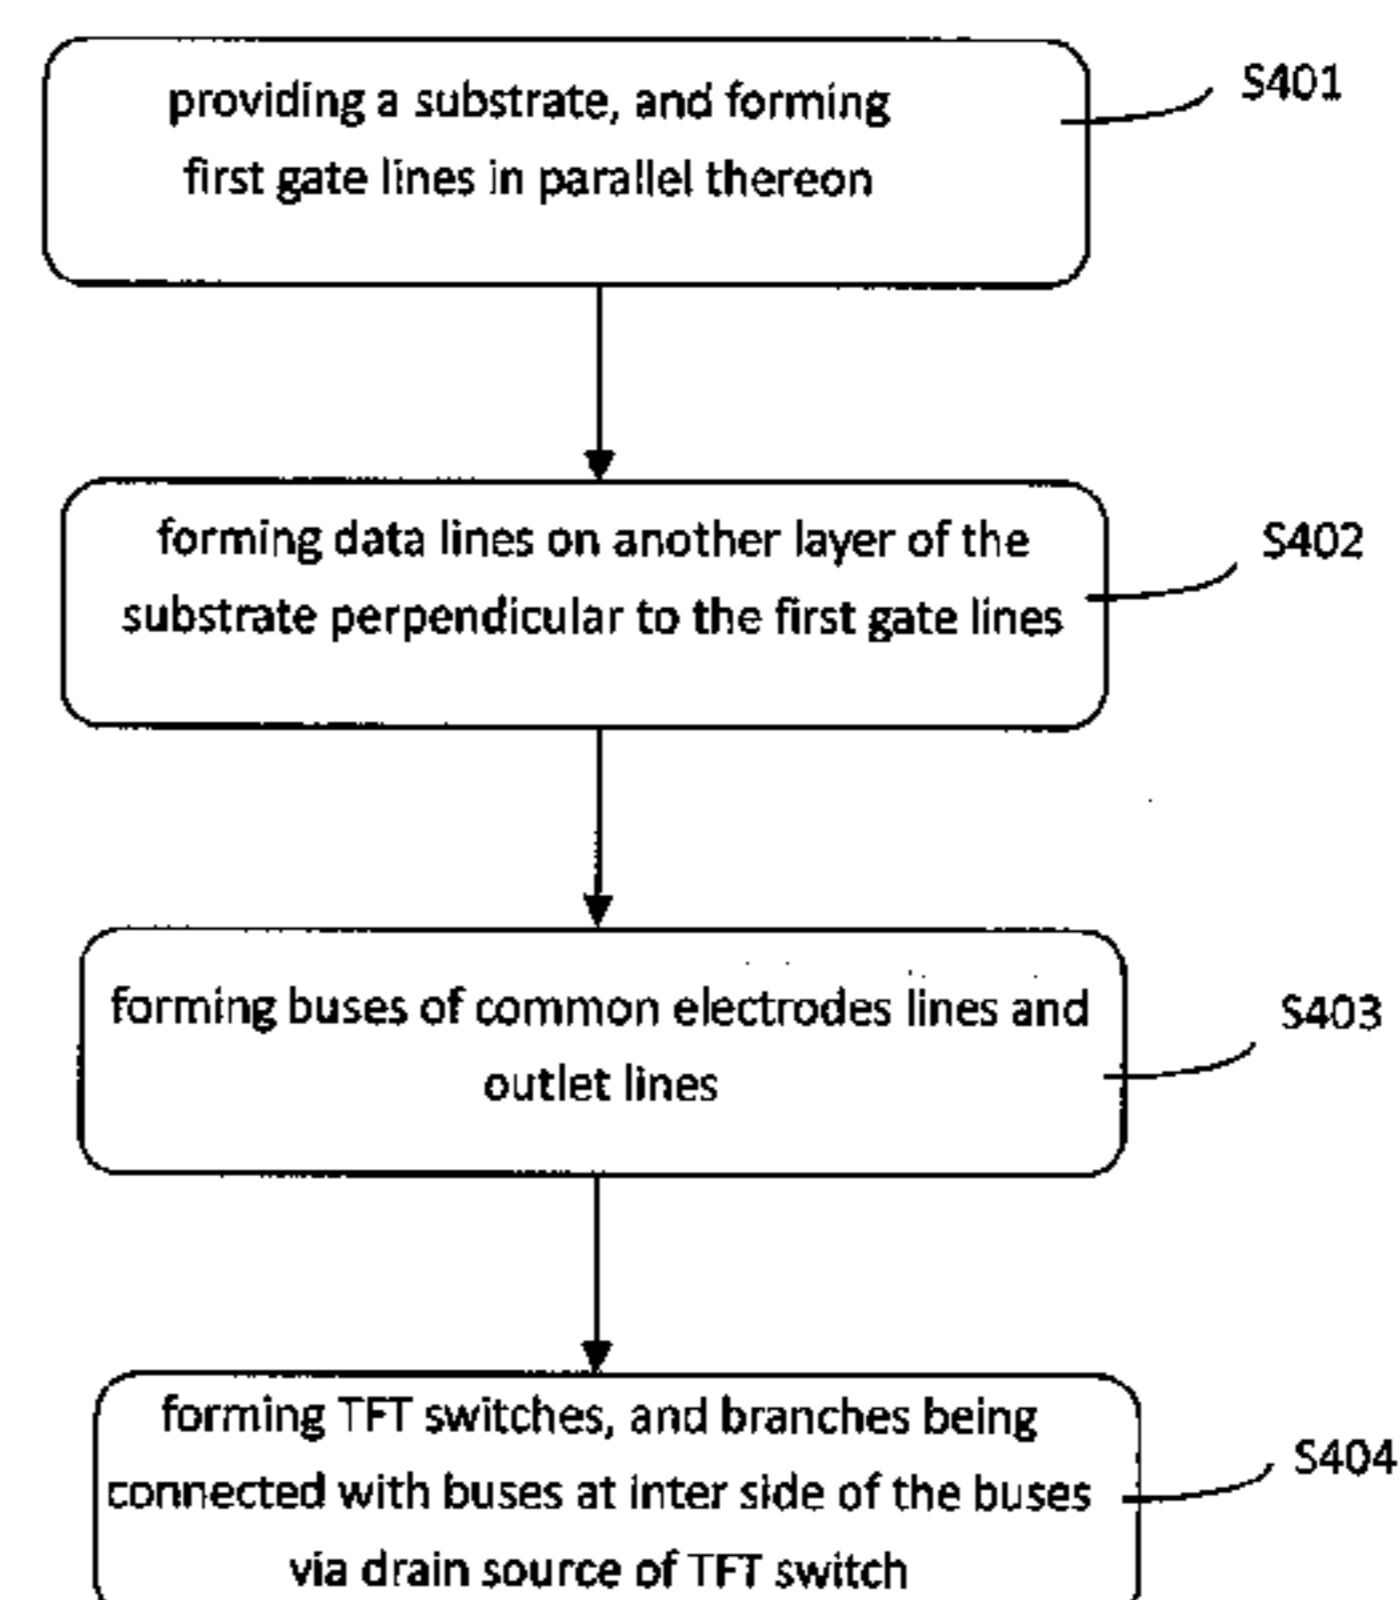 providing a substrate, and forming
first gate lines in parallel thereon
S401
forming data lines on another layer of the
substrate perpendicular to the first gate lines
S402
forming buses of common electrodes lines and
outlet lines
S403
forming TFT switches, and branches being
connected with buses at inter side of the buses
via drain source of TFT switch
S404